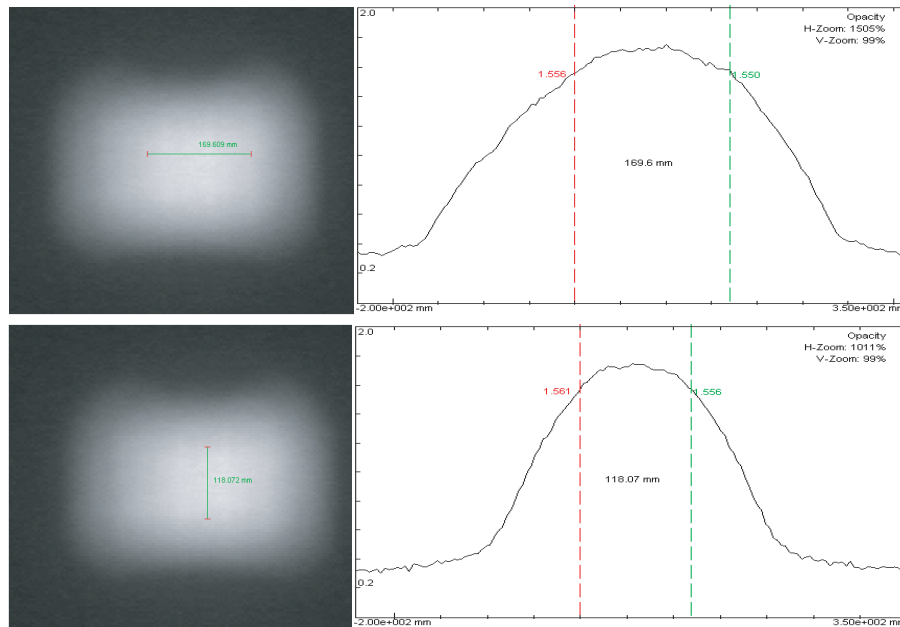 169.609 mm
2.0
Opacity
H-Zoom: 1505%
V-Zoom: 99%
1.556
1.550
169.6 mm
0.2
-2.00e+002 mm
3.50e+002 mm
118.072 mm
2.0
Opacity
H-Zoom: 1011%
V-Zoom: 99%
1.561
1.556
118.07 mm
0.2
-2.00e+002 mm
3.50e+002 mm